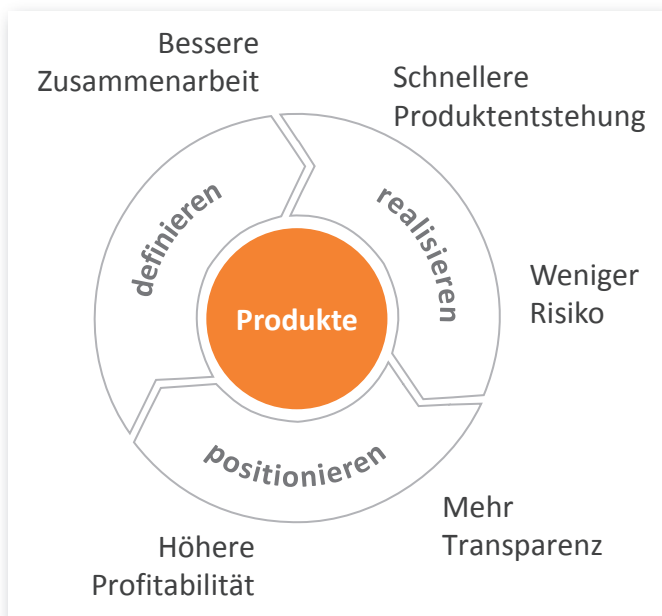 Bessere
Zusammenarbeit
Schnellere
Produktentstehung
definieren
realisieren
Produkte
Weniger
Risiko
positionieren
Mehr
Transparenz
Höhere
Profitabilität